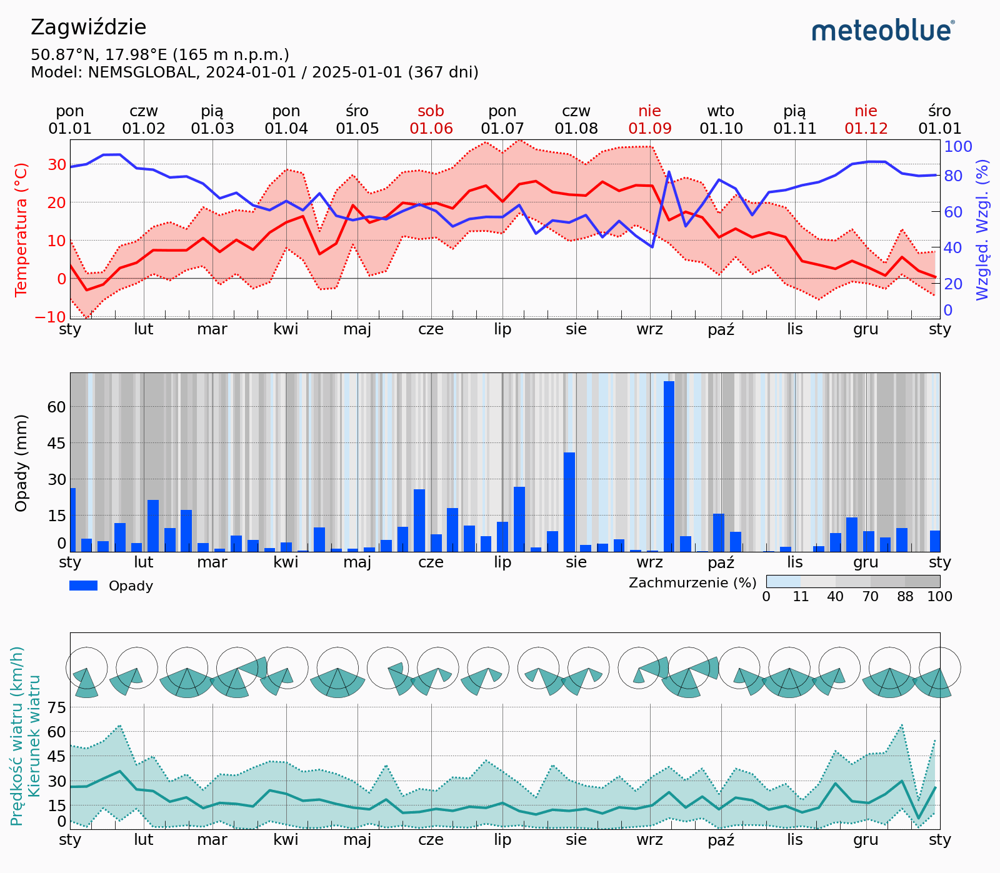 Zagwiździe
meteoblue®
50.87°N, 17.98°E (165 m n.p.m.)
Model: NEMSGLOBAL, 2024-01-01 / 2025-01-01 (367 dni)
pon czw pią pon śro sob pon czw nie wto pią nie śro
01.01 01.02 01.03 01.04 01.05 01.06 01.07 01.08 01.09 01.10 01.11 01.12 01.01
Temperatura (°C)
30
20
10
0
−10
100
80
60
40
20
0
Wzgłęd. Wzgl. (%)
sty lut mar kwi maj cze lip sie wrz paź lis gru sty
Opady (mm)
60
45
30
15
0
sty lut mar kwi maj cze lip sie wrz paź lis gru sty
Opady
Zachmurzenie (%)
0 11 40 70 88 100
Prędkość wiatru (km/h)
Kierunek wiatru
75
60
45
30
15
0
sty lut mar kwi maj cze lip sie wrz paź lis gru sty